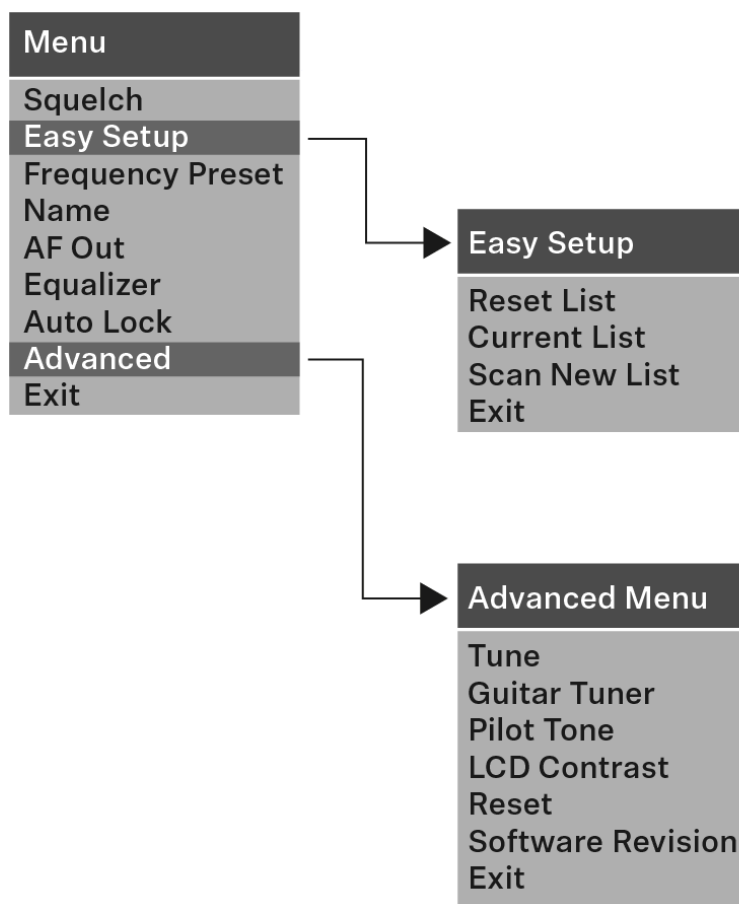 Menu
Squelch
Easy Setup
Frequency Preset
Name
AF Out
Equalizer
Auto Lock
Advanced
Exit
Easy Setup
Reset List
Current List
Scan New List
Exit
Advanced Menu
Tune
Guitar Tuner
Pilot Tone
LCD Contrast
Reset
Software Revision
Exit